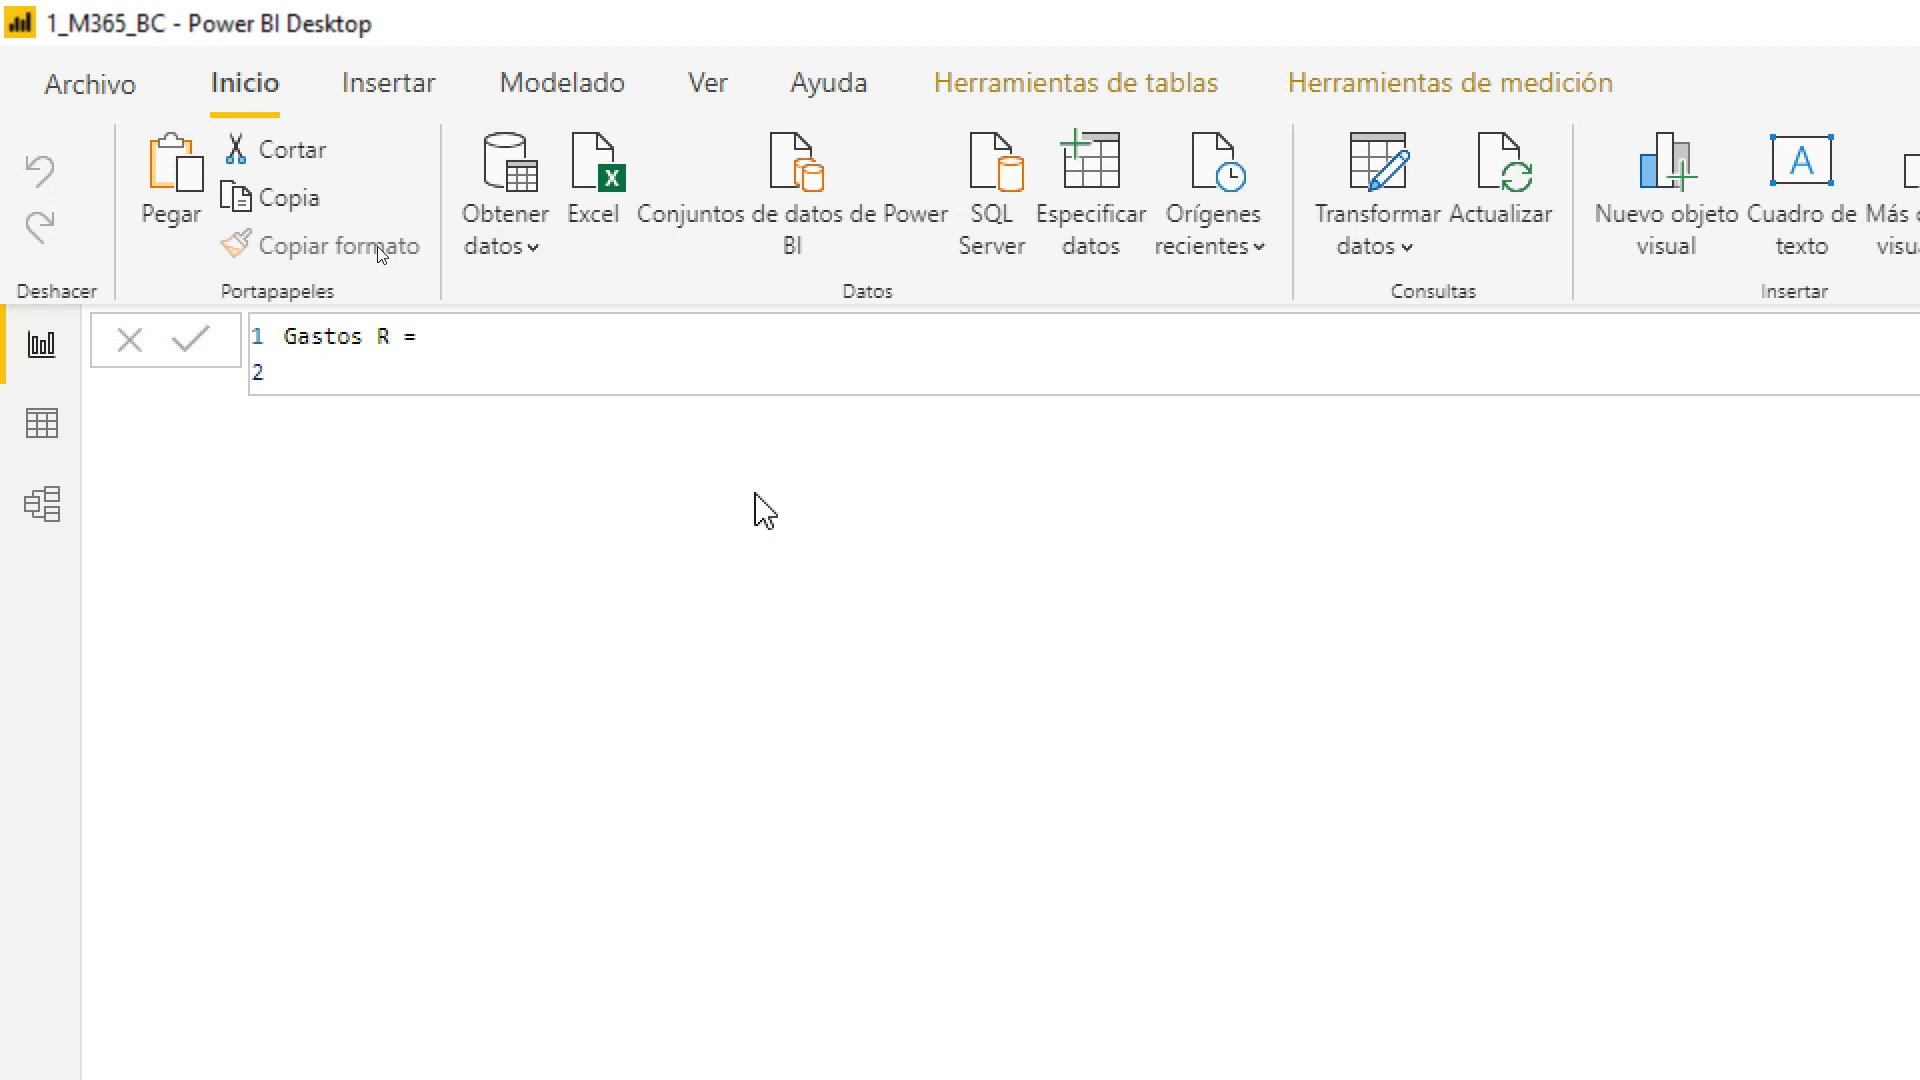 1_M365_BC - Power BI Desktop
Archivo Inicio Insertar Modelado Ver Ayuda Herramientas de tablas Herramientas de medición
Pegar
Cortar
Copia
Copiar formato
Obtener
datos
Excel
Conjuntos de datos de Power
BI
SQL
Server
Especificar
datos
Orígenes
recientes
Transformar
datos
Actualizar
Nuevo objeto
visual
Cuadro de
texto
Más
Deshacer Portapapeles Datos Consultas Insertar
1 Gastos R =
2